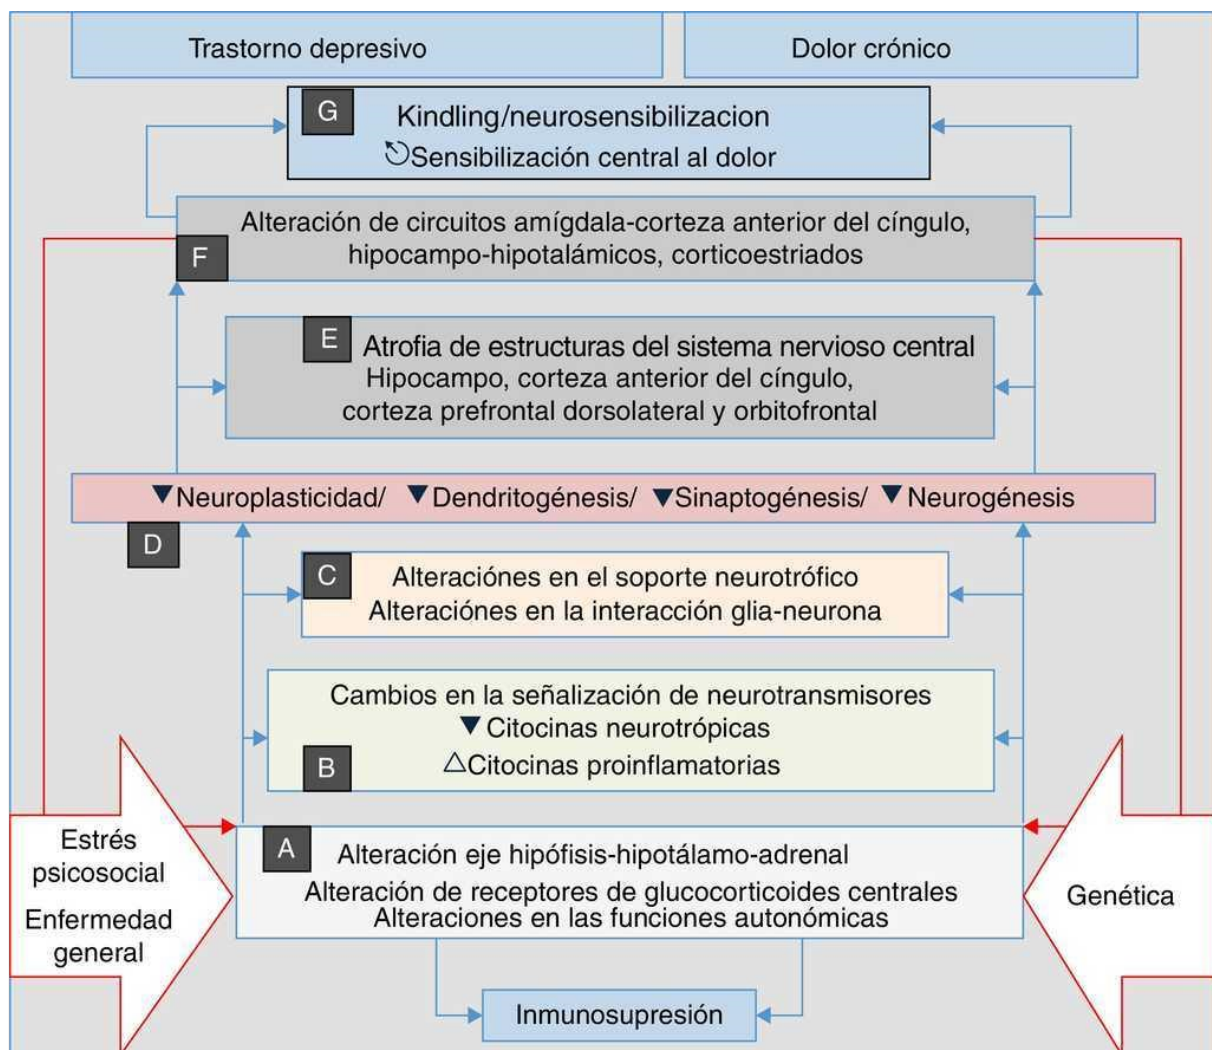 Trastorno depresivo
Dolor crónico
G
Kindling/neurosensibilizacion
Sensibilización central al dolor
Alteración de circuitos amígdala-corteza anterior del cíngulo,
hipocampo-hipotalámicos, corticoestriados
F
E
Atrofia de estructuras del sistema nervioso central
Hipocampo, corteza anterior del cíngulo,
corteza prefrontal dorsolateral y orbitofrontal
▼Neuroplasticidad/ ▼Dendritogénesis/ ▼Sinaptogénesis/ ▼Neurogénesis
D
C
Alteraciónes en el soporte neurotrófico
Alteraciónes en la interacción glia-neurona
Cambios en la señalización de neurotransmisores
▼Citocinas neurotrópicas
△Citocinas proinflamatorias
B
Estrés
psicosocial
Enfermedad
general
A
Alteración eje hipófisis-hipotálamo-adrenal
Alteración de receptores de glucocorticoides centrales
Alteraciones en las funciones autonómicas
Genética
Inmunosupresión